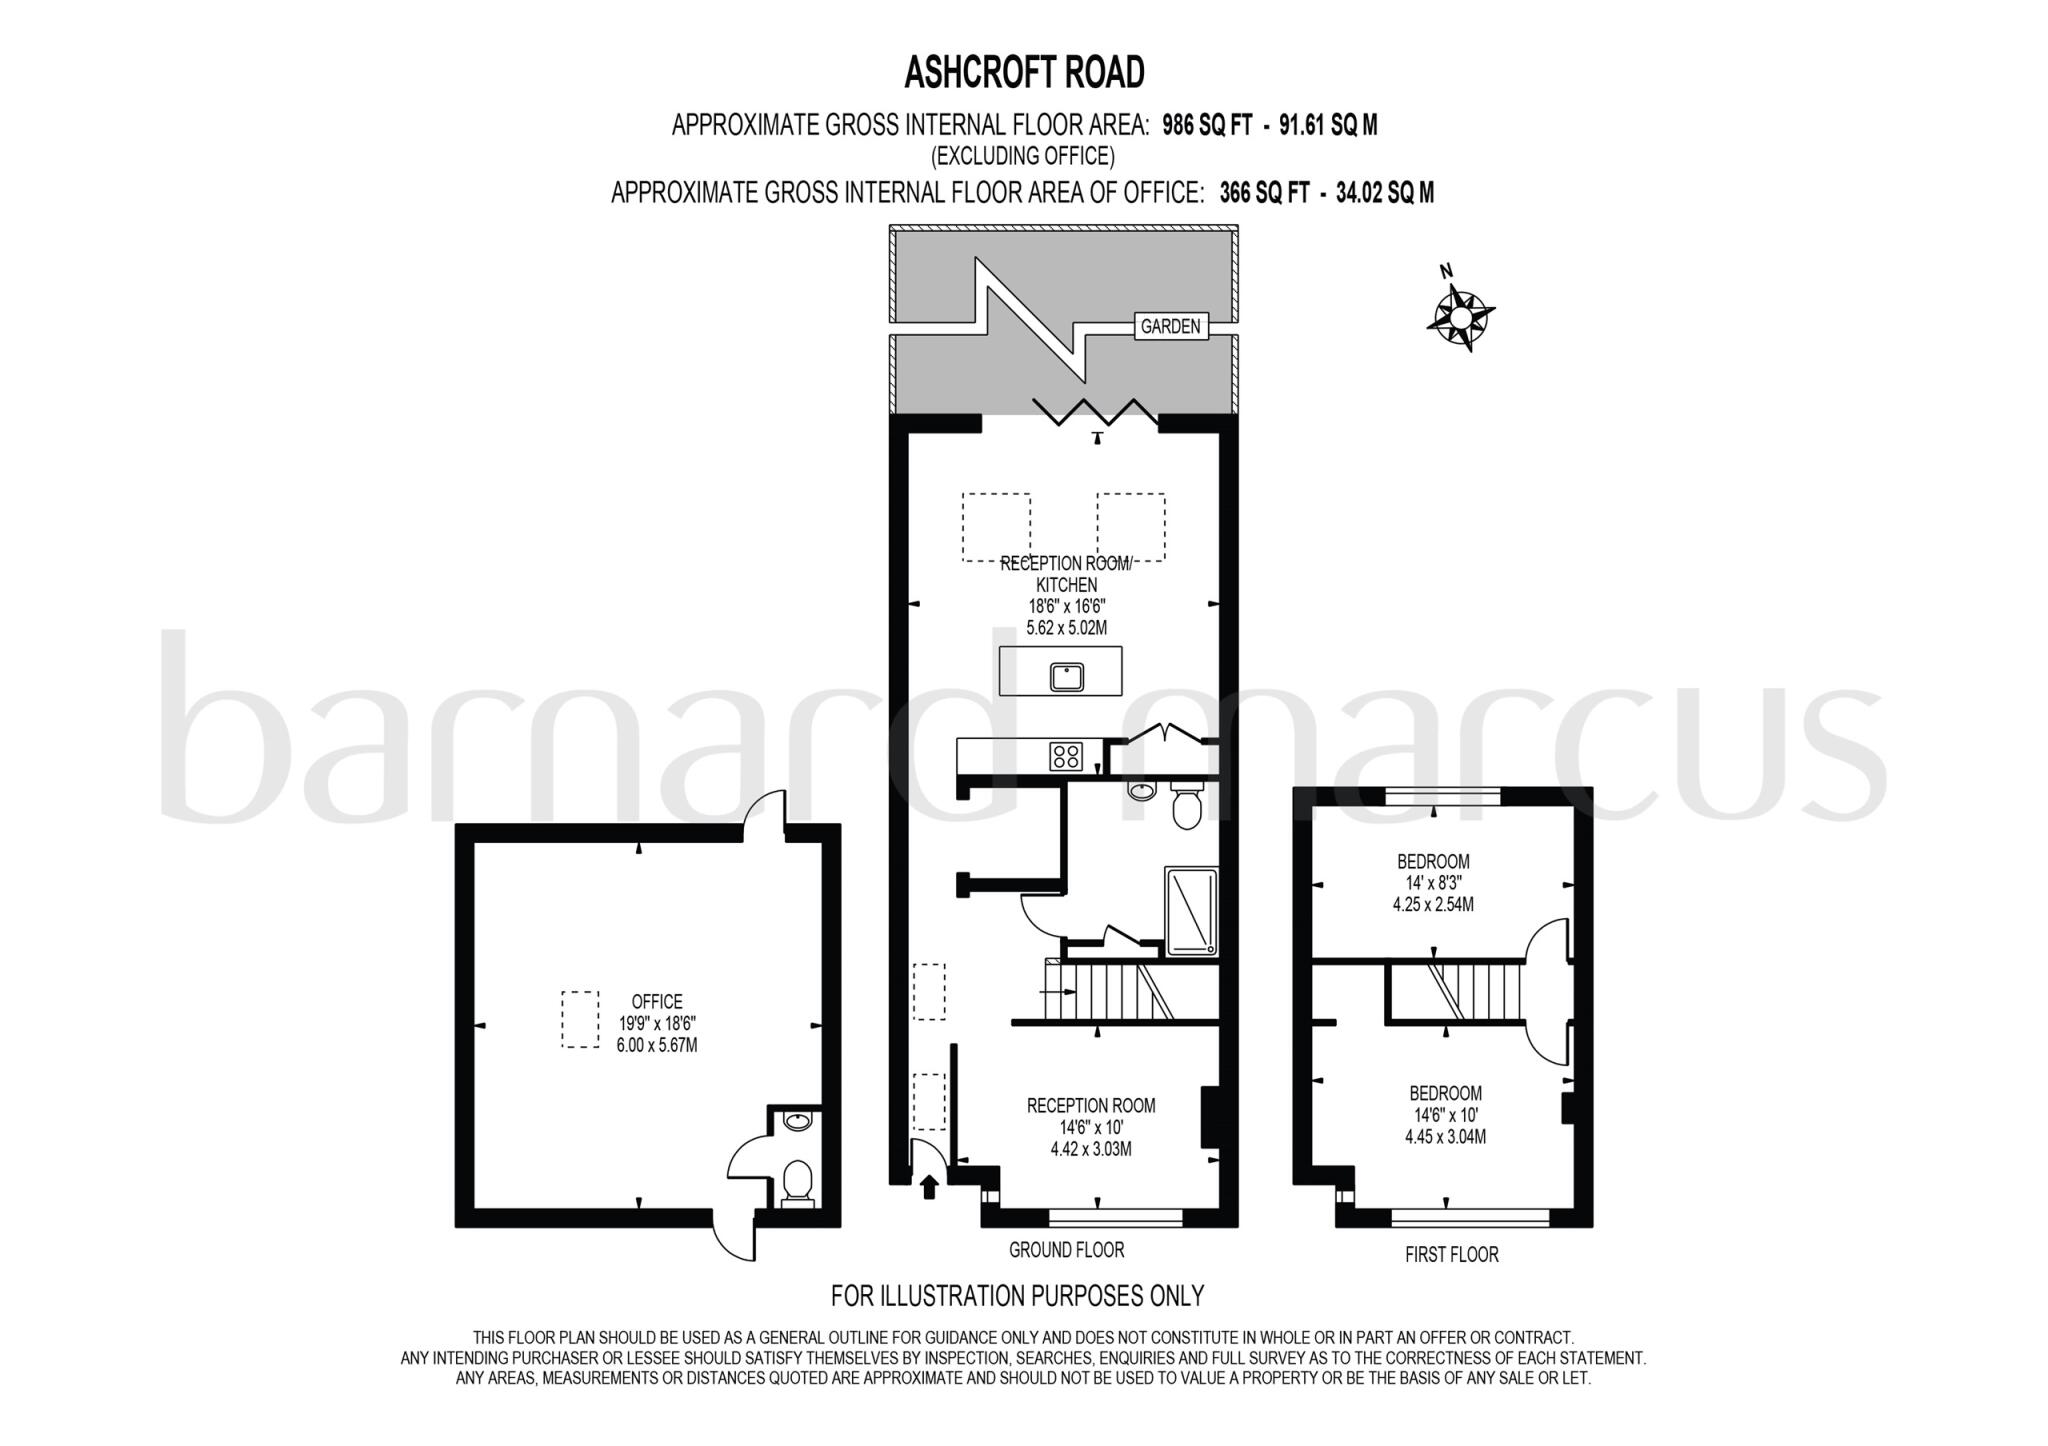 ASHCROFT ROAD
APPROXIMATE GROSS INTERNAL FLOOR AREA: 986 SQ FT - 91.61 SQ M
(EXCLUDING OFFICE)
APPROXIMATE GROSS INTERNAL FLOOR AREA OF OFFICE: 366 SQ FT - 34.02 SQ M
N
GARDEN
RECEPTION ROOM/
KITCHEN
18'6" x 16'6"
5.62 x 5.02M
barnard marcus
BEDROOM
14' x 8'3"
4.25 x 2.54M
OFFICE
19'9" x 18'6"
6.00 x 5.67M
RECEPTION ROOM
14'6" x 10'
4.42 x 3.03M
BEDROOM
14'6" x 10'
4.45 x 3.04M
GROUND FLOOR
FIRST FLOOR
FOR ILLUSTRATION PURPOSES ONLY
THIS FLOOR PLAN SHOULD BE USED AS A GENERAL OUTLINE FOR GUIDANCE ONLY AND DOES NOT CONSTITUTE IN WHOLE OR IN PART AN OFFER OR CONTRACT.
ANY INTENDING PURCHASER OR LESSEE SHOULD SATISFY THEMSELVES BY INSPECTION, SEARCHES, ENQUIRIES AND FULL SURVEY AS TO THE CORRECTNESS OF EACH STATEMENT.
ANY AREAS, MEASUREMENTS OR DISTANCES QUOTED ARE APPROXIMATE AND SHOULD NOT BE USED TO VALUE A PROPERTY OR BE THE BASIS OF ANY SALE OR LET.